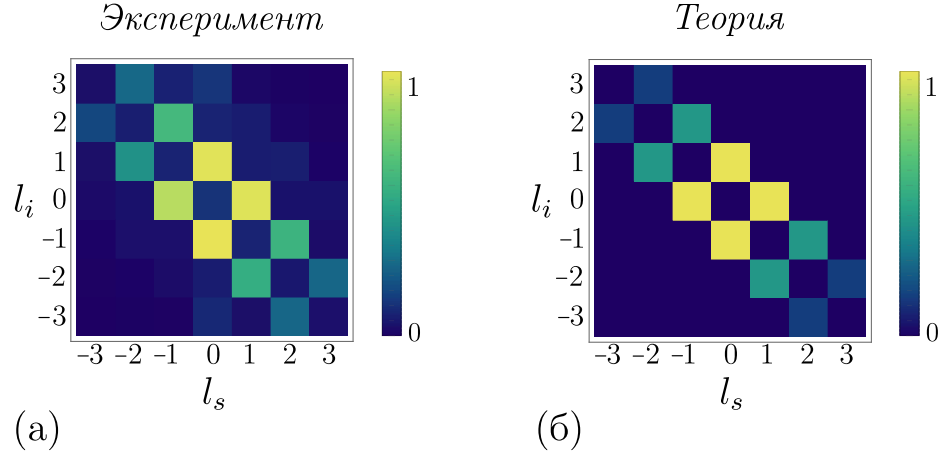 Эксперимент
3
2
1
0
–1
–2
–3
l_i
–3 –2 –1 0 1 2 3
l_s
1
0
(а)
Теория
3
2
1
0
–1
–2
–3
l_i
–3 –2 –1 0 1 2 3
l_s
1
0
(б)